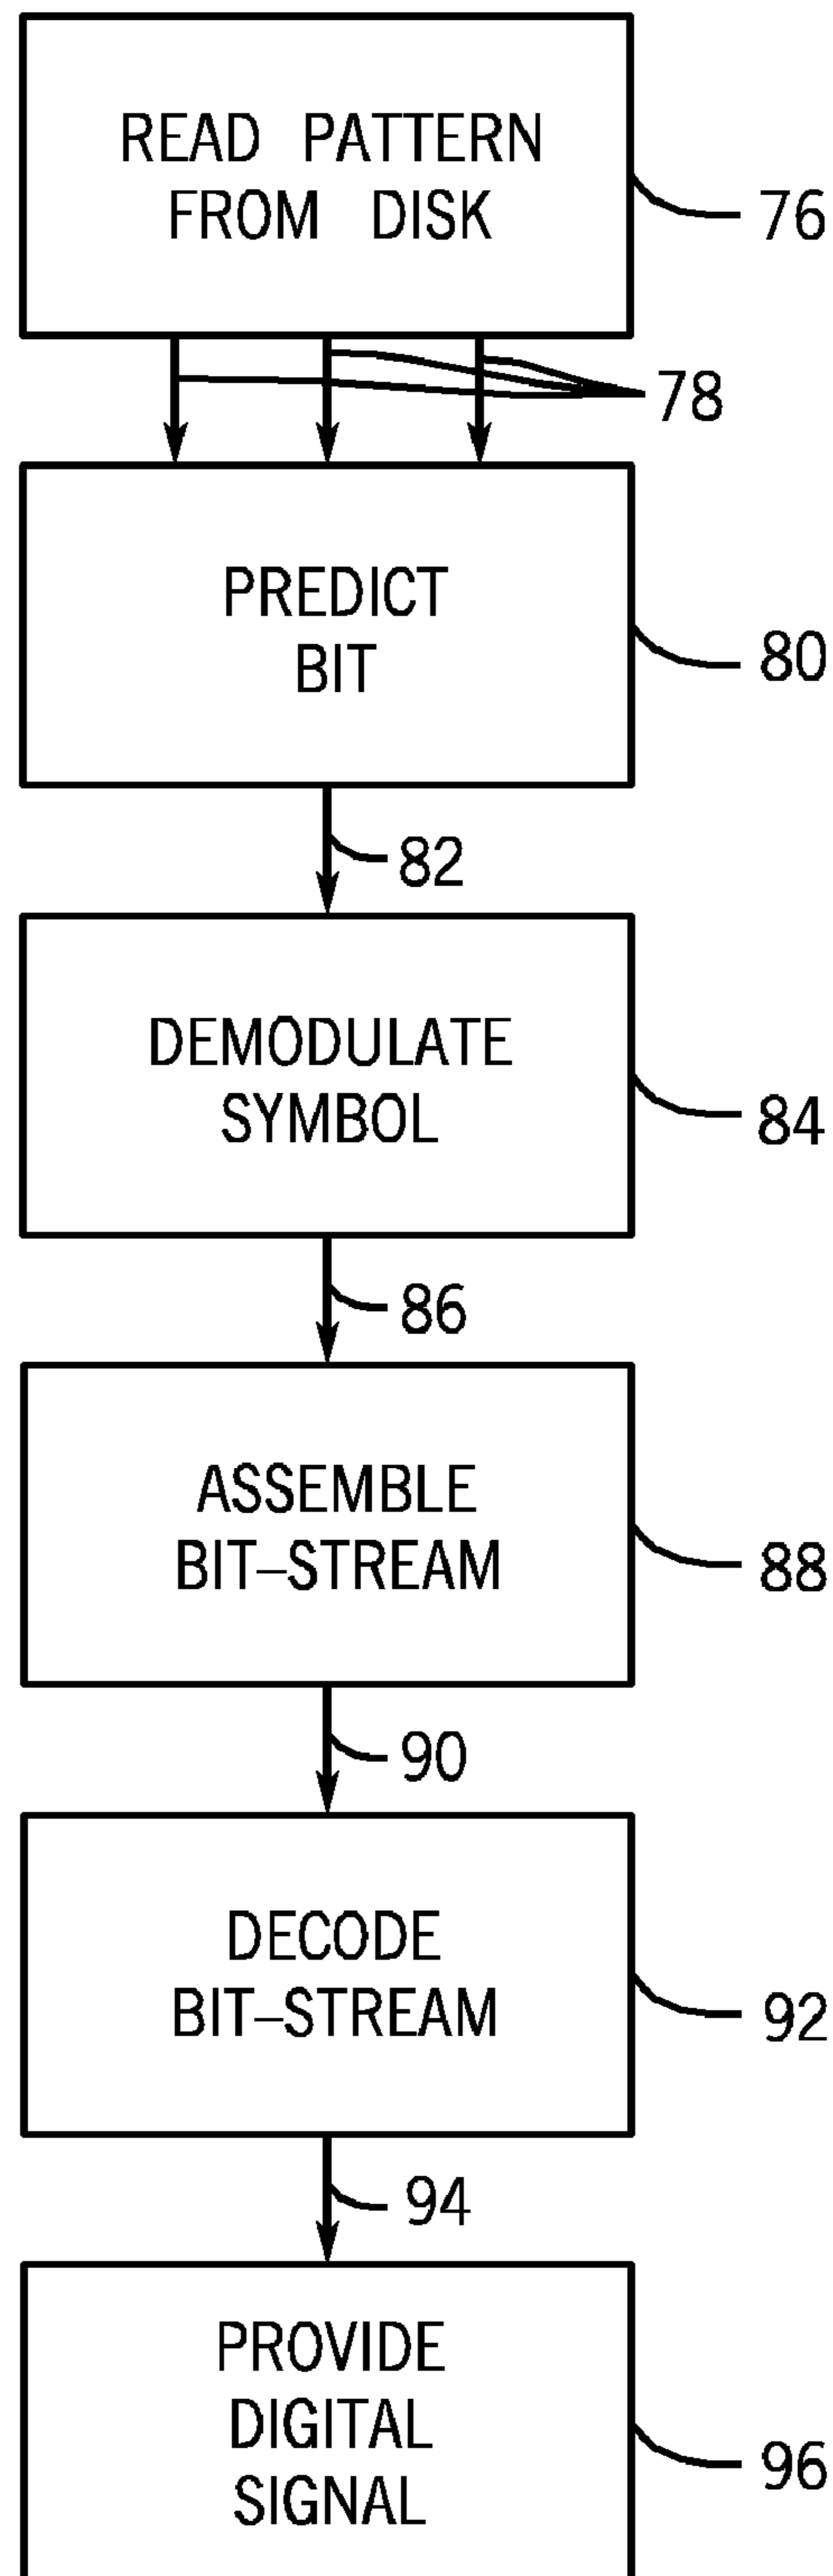 READ PATTERN
FROM DISK
76
78
PREDICT
BIT
80
82
DEMODULATE
SYMBOL
84
86
ASSEMBLE
BIT–STREAM
88
90
DECODE
BIT–STREAM
92
94
PROVIDE
DIGITAL
SIGNAL
96